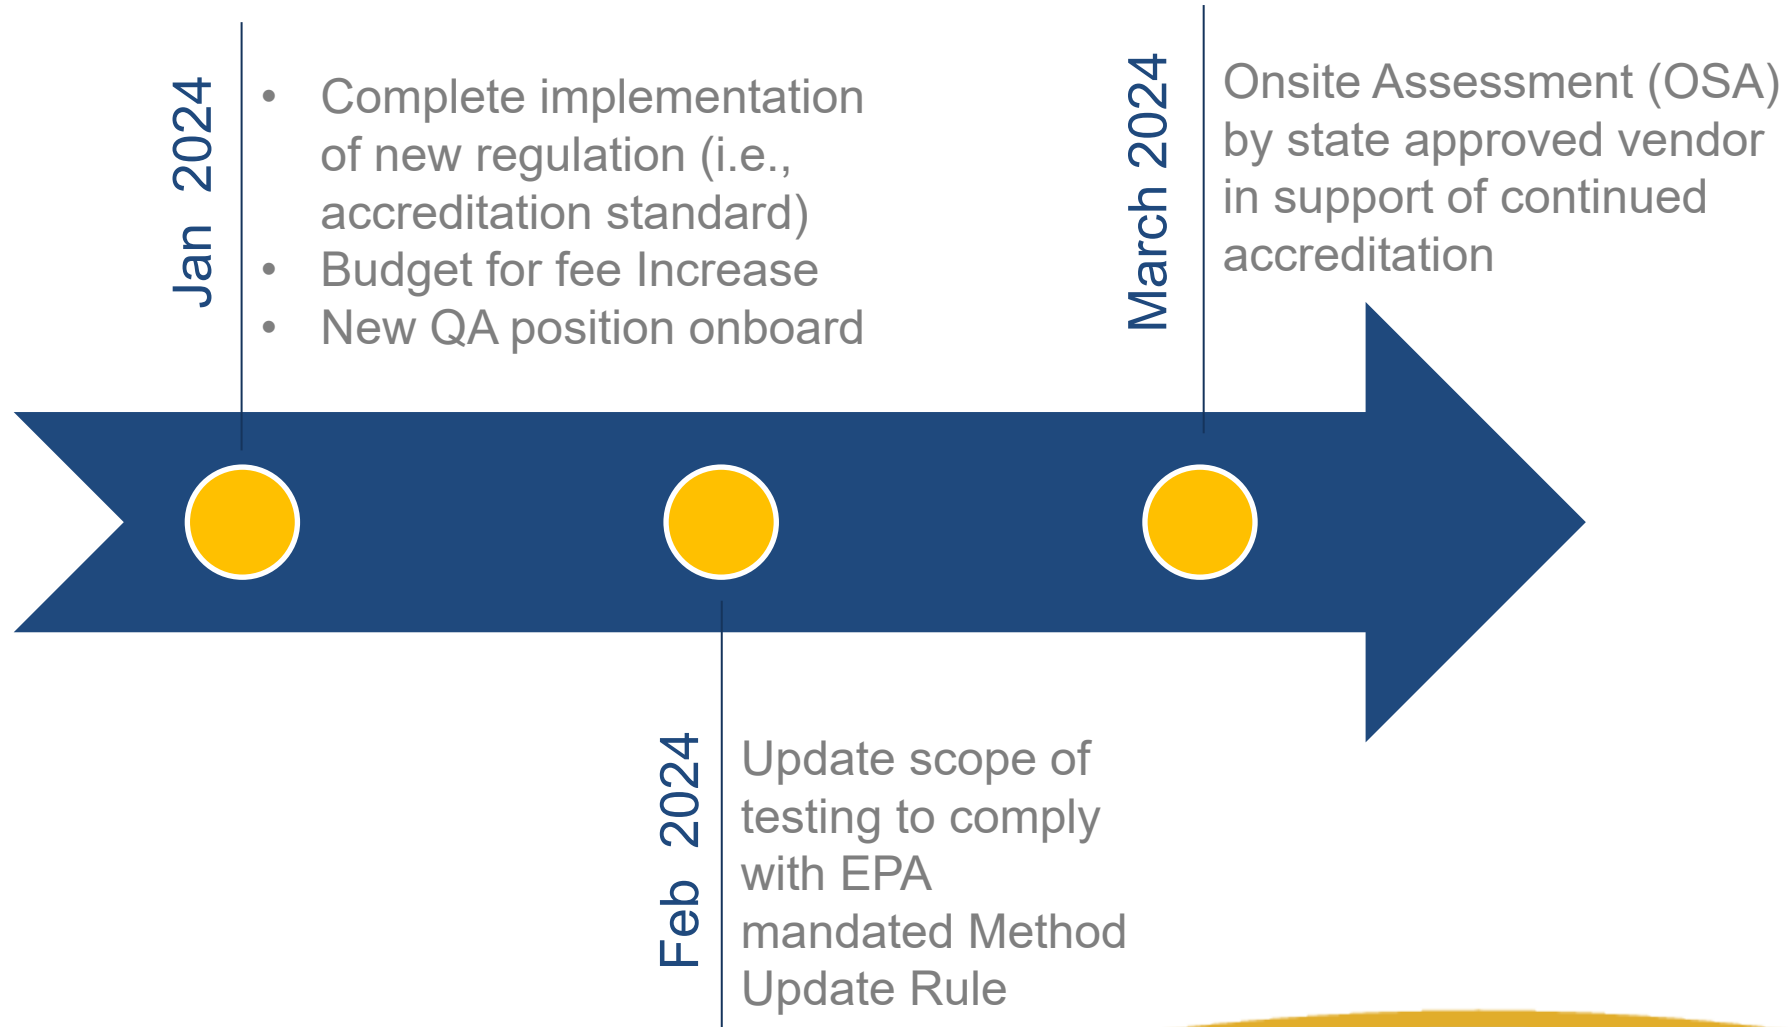 Jan 2024
• Complete implementation
of new regulation (i.e.,
accreditation standard)
• Budget for fee Increase
• New QA position onboard
Feb 2024
Update scope of
testing to comply
with EPA
mandated Method
Update Rule
March 2024
Onsite Assessment (OSA)
by state approved vendor
in support of continued
accreditation